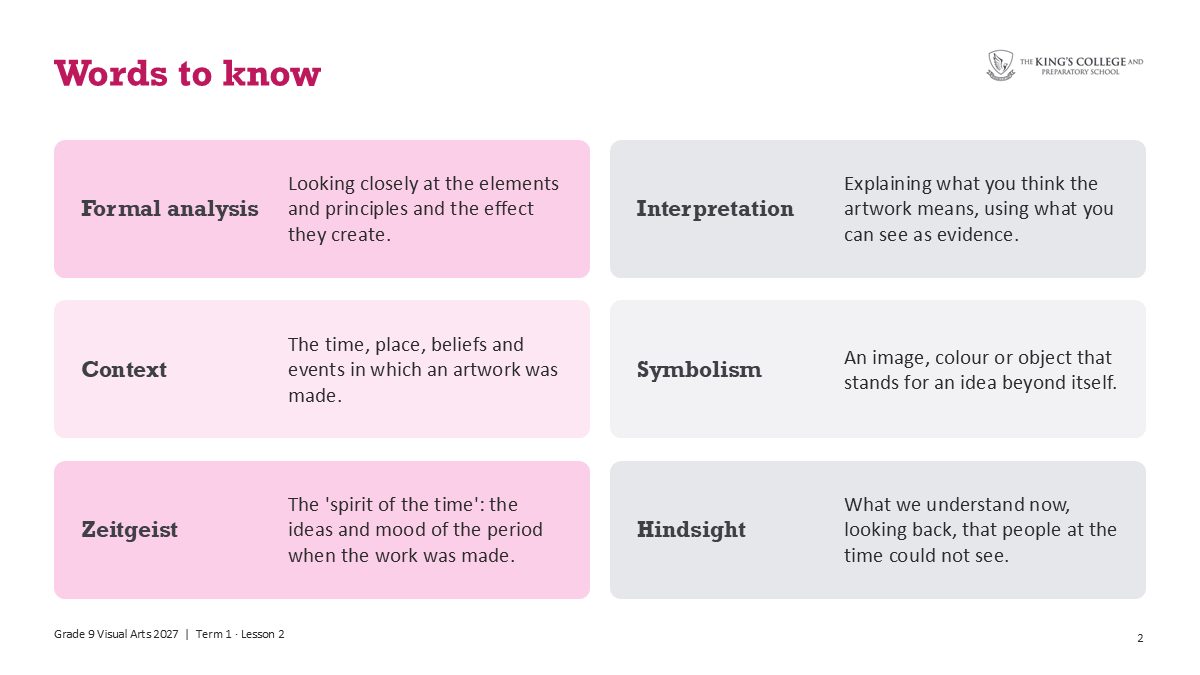 Words to know
THE KING'S COLLEGE AND
PREPARATORY SCHOOL
Formal analysis
Looking closely at the elements
and principles and the effect
they create.
Interpretation
Explaining what you think the
artwork means, using what you
can see as evidence.
Context
The time, place, beliefs and
events in which an artwork was
made.
Symbolism
An image, colour or object that
stands for an idea beyond itself.
Zeitgeist
The 'spirit of the time': the
ideas and mood of the period
when the work was made.
Hindsight
What we understand now,
looking back, that people at the
time could not see.
Grade 9 Visual Arts 2027 | Term 1 · Lesson 2
2